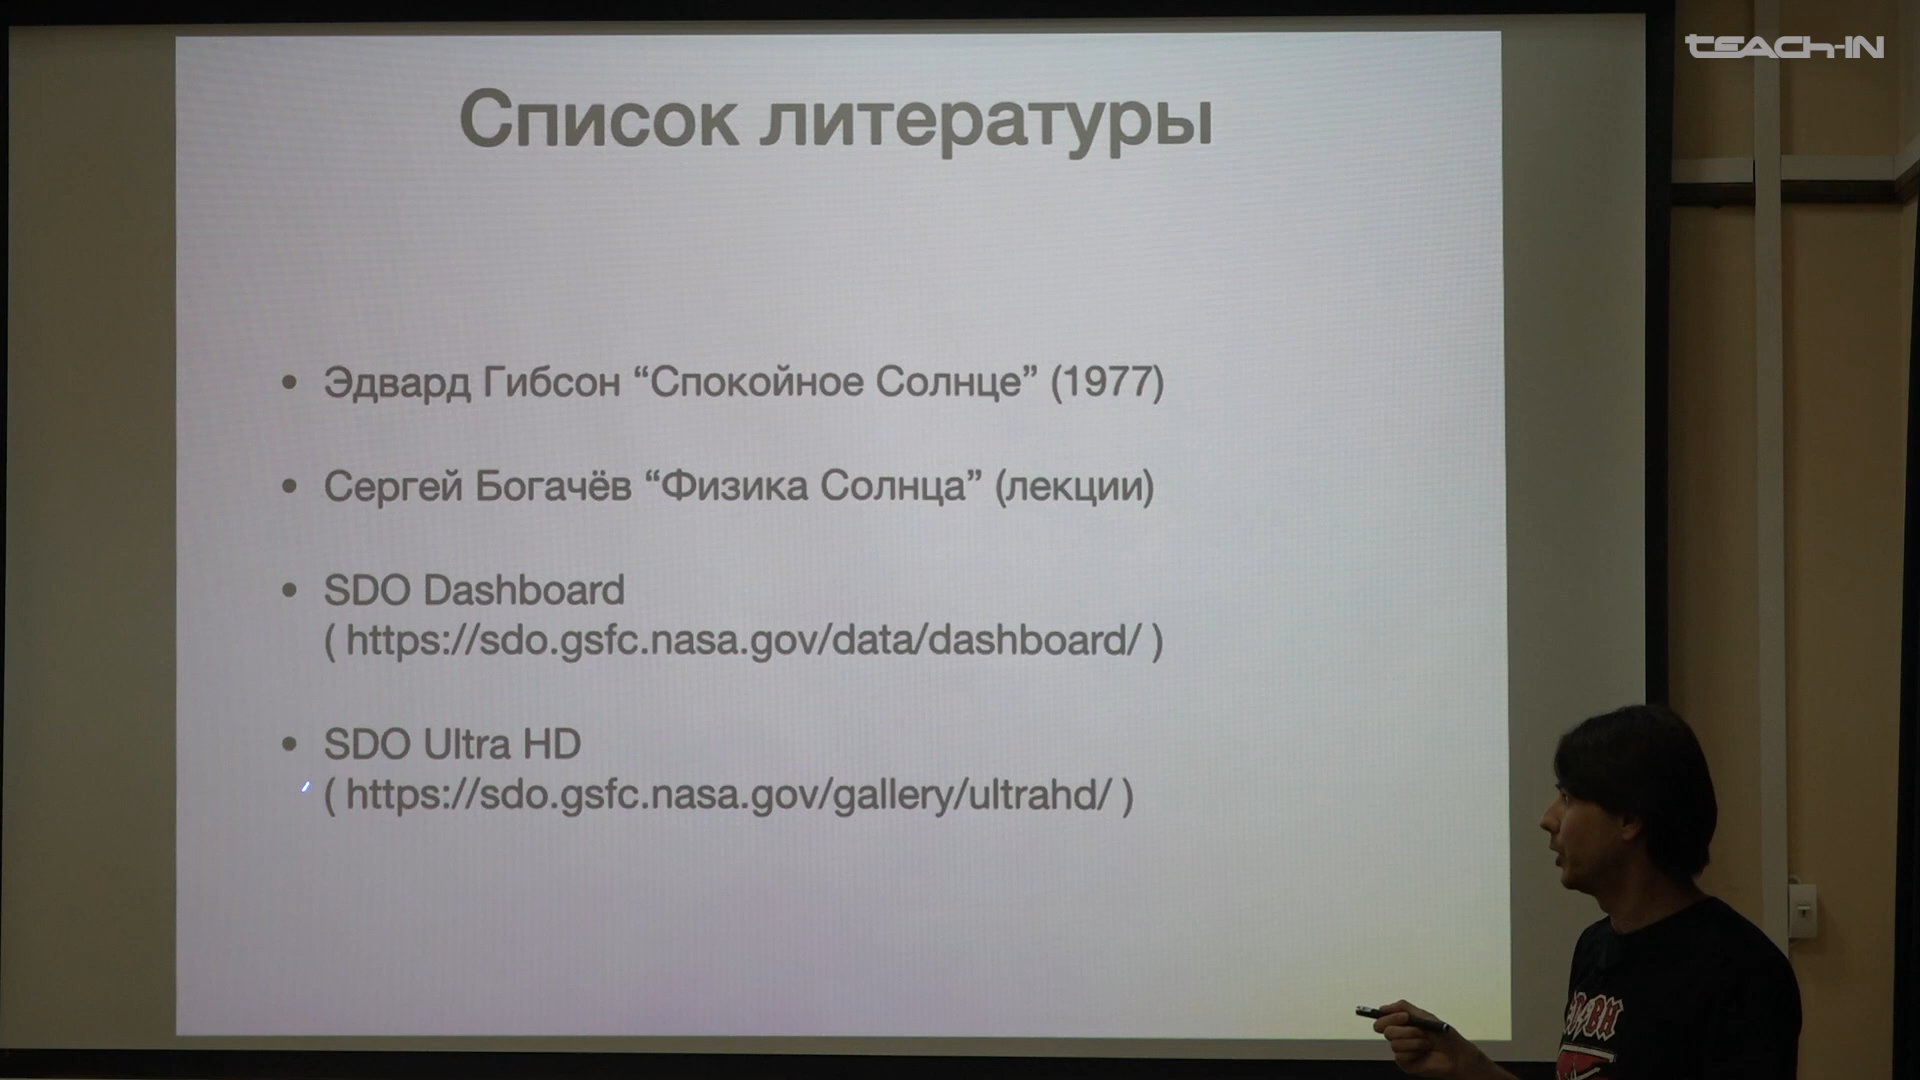 teach-in
Список литературы
• Эдвард Гибсон “Спокойное Солнце” (1977)
• Сергей Богачёв “Физика Солнца” (лекции)
• SDO Dashboard
( https://sdo.gsfc.nasa.gov/data/dashboard/ )
• SDO Ultra HD
( https://sdo.gsfc.nasa.gov/gallery/ultrahd/ )